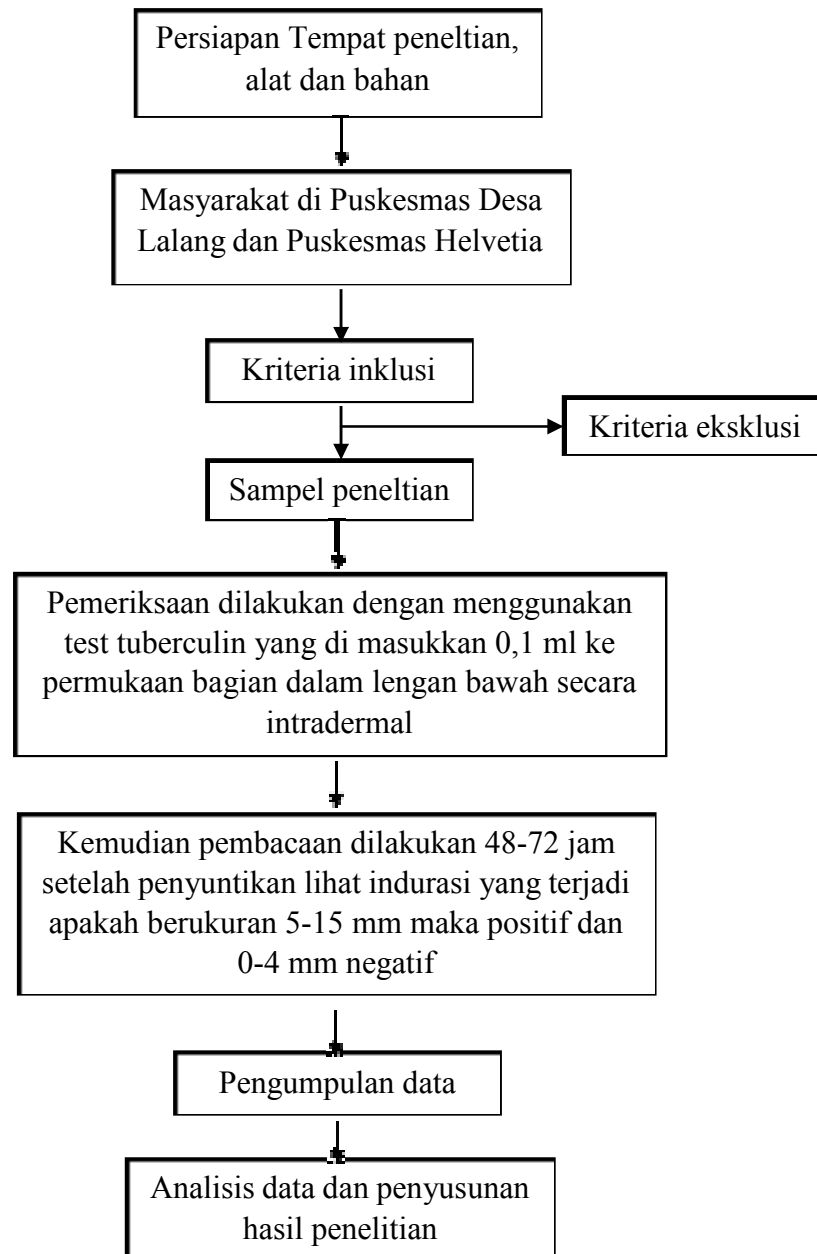 Persiapan Tempat peneltian,
alat dan bahan
Masyarakat di Puskesmas Desa
Lalang dan Puskesmas Helvetia
Kriteria inklusi
Kriteria eksklusi
Sampel peneltian
Pemeriksaan dilakukan dengan menggunakan
test tuberculin yang di masukkan 0,1 ml ke
permukaan bagian dalam lengan bawah secara
intradermal
Kemudian pembacaan dilakukan 48-72 jam
setelah penyuntikan lihat indurasi yang terjadi
apakah berukuran 5-15 mm maka positif dan
0-4 mm negatif
Pengumpulan data
Analisis data dan penyusunan
hasil penelitian